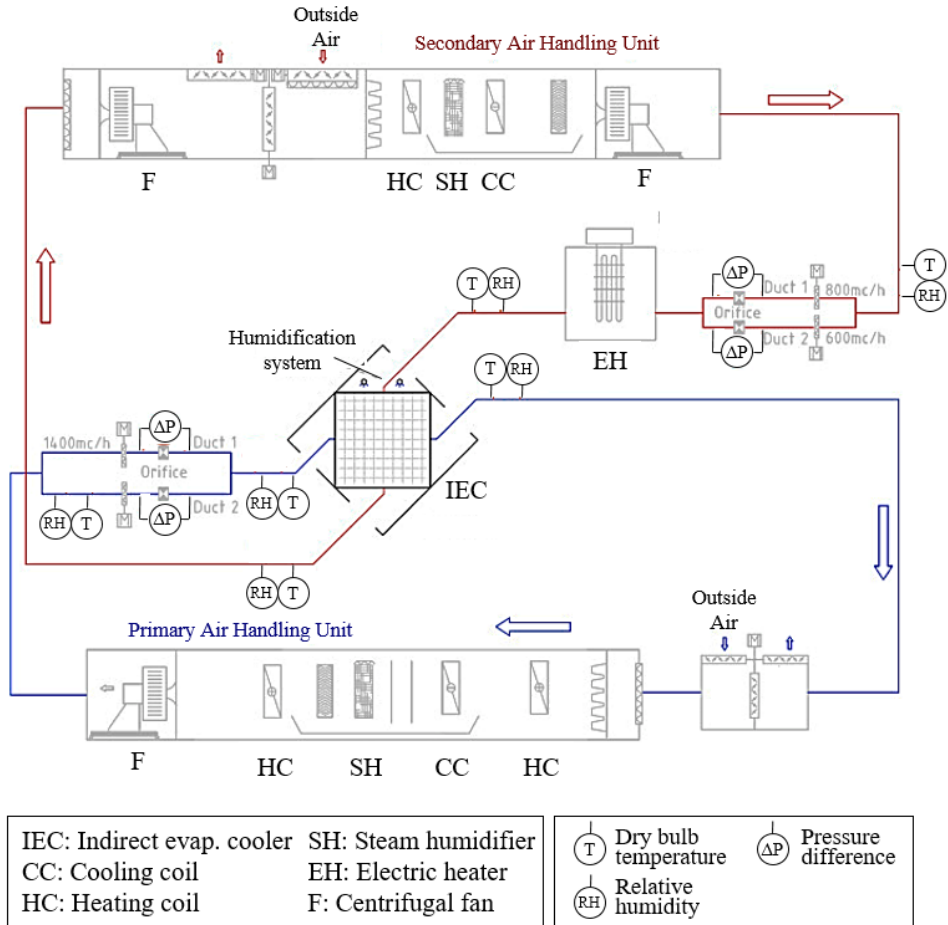 Outside
Air
Secondary Air Handling Unit
M
M
M
F
HC SH CC
F
T
RH
T
RH
ΔP
M
Duct 1
800mc/h
Orifice
Duct 2
600mc/h
ΔP
M
EH
Humidification
system
T
RH
1400mc/h
M
ΔP
Duct 1
Orifice
Duct 2
RH
T
M
ΔP
RH
T
IEC
RH
T
Primary Air Handling Unit
Outside
Air
M
F
HC
SH
CC
HC
IEC: Indirect evap. cooler
CC: Cooling coil
HC: Heating coil
SH: Steam humidifier
EH: Electric heater
F: Centrifugal fan
T
Dry bulb
temperature
RH
Relative
humidity
ΔP
Pressure
difference